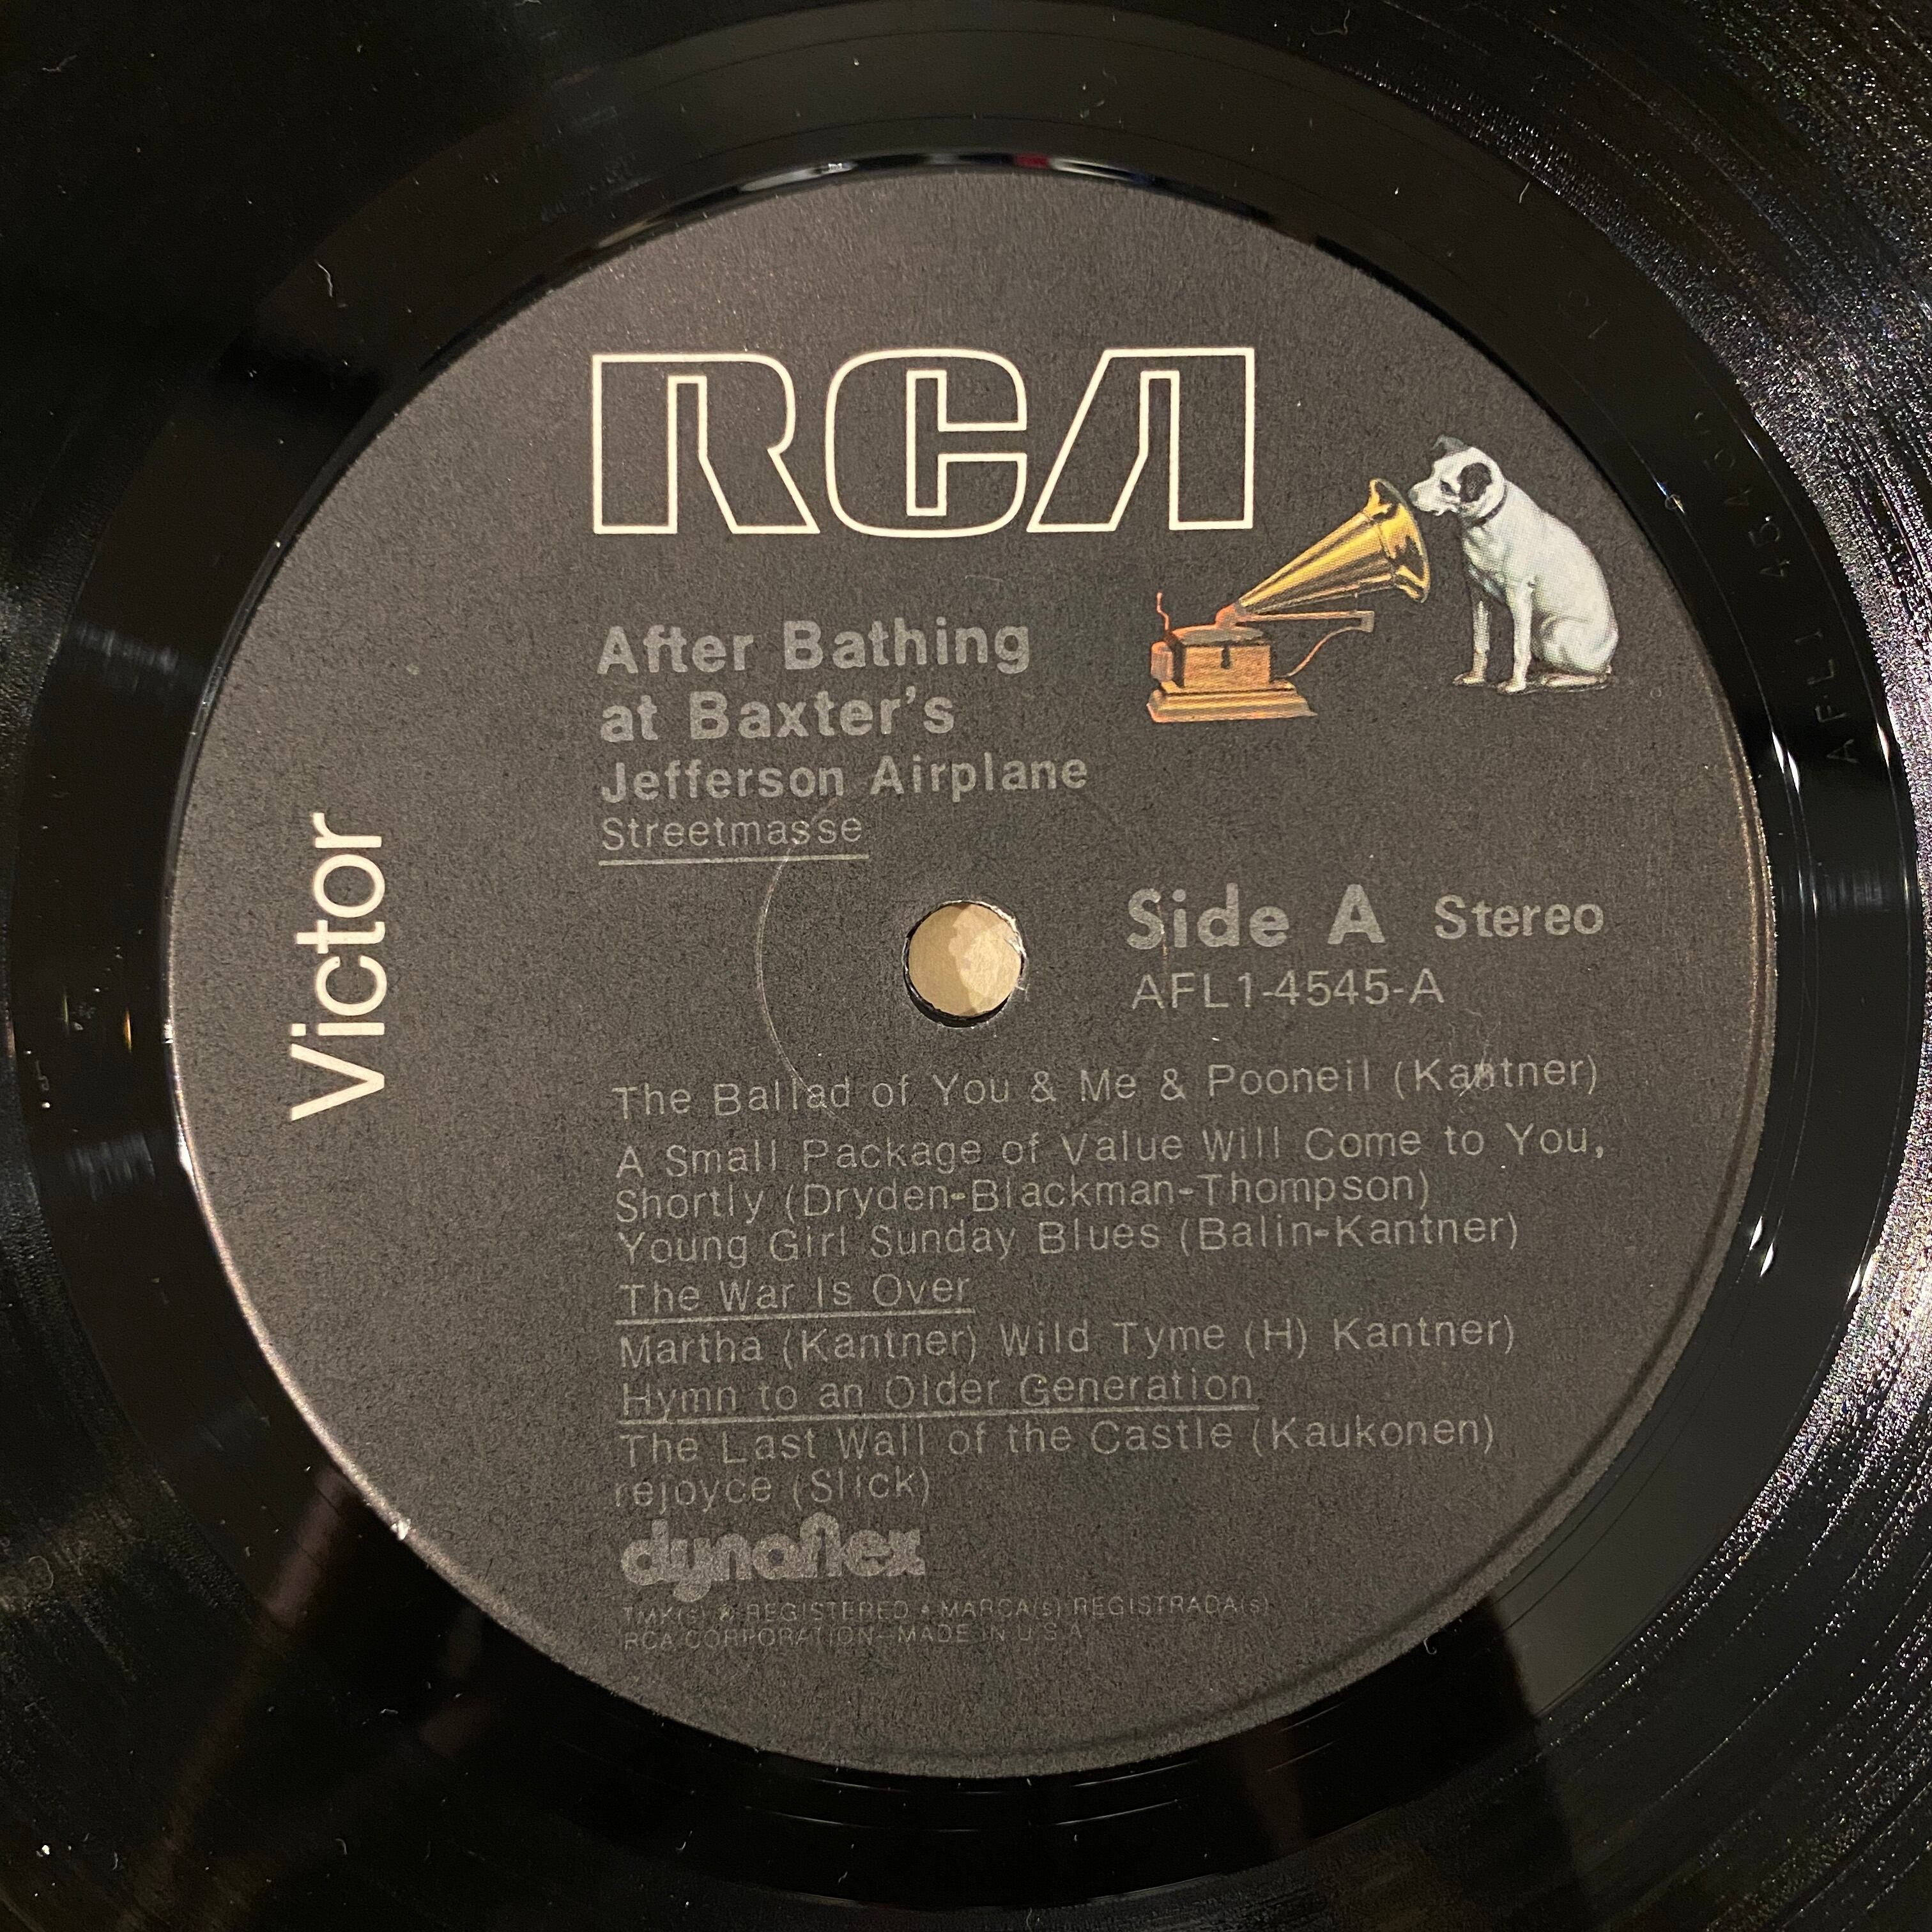 RCA
After Bathing
at Baxter's
Jefferson Airplane
Streetmasse
Victor
Side A Stereo
AFL1-4545-A
The Ballad of You & Me & Pooneil (Kantner)
A Small Package of Value Will Come to You,
Shortly (Dryden-Blackman-Thompson)
Young Girl Sunday Blues (Balin-Kantner)
The War Is Over
Martha (Kantner) Wild Tyme (H) Kantner)
Hymn to an Older Generation
The Last Wall of the Castle (Kaukonen)
rejoyce (Slick)
dynaflex
TMK(s) ® REGISTERED • MARCA(s) REGISTRADA(s)
RCA CORPORATION—MADE IN U.S.A.
AFL1 4545A